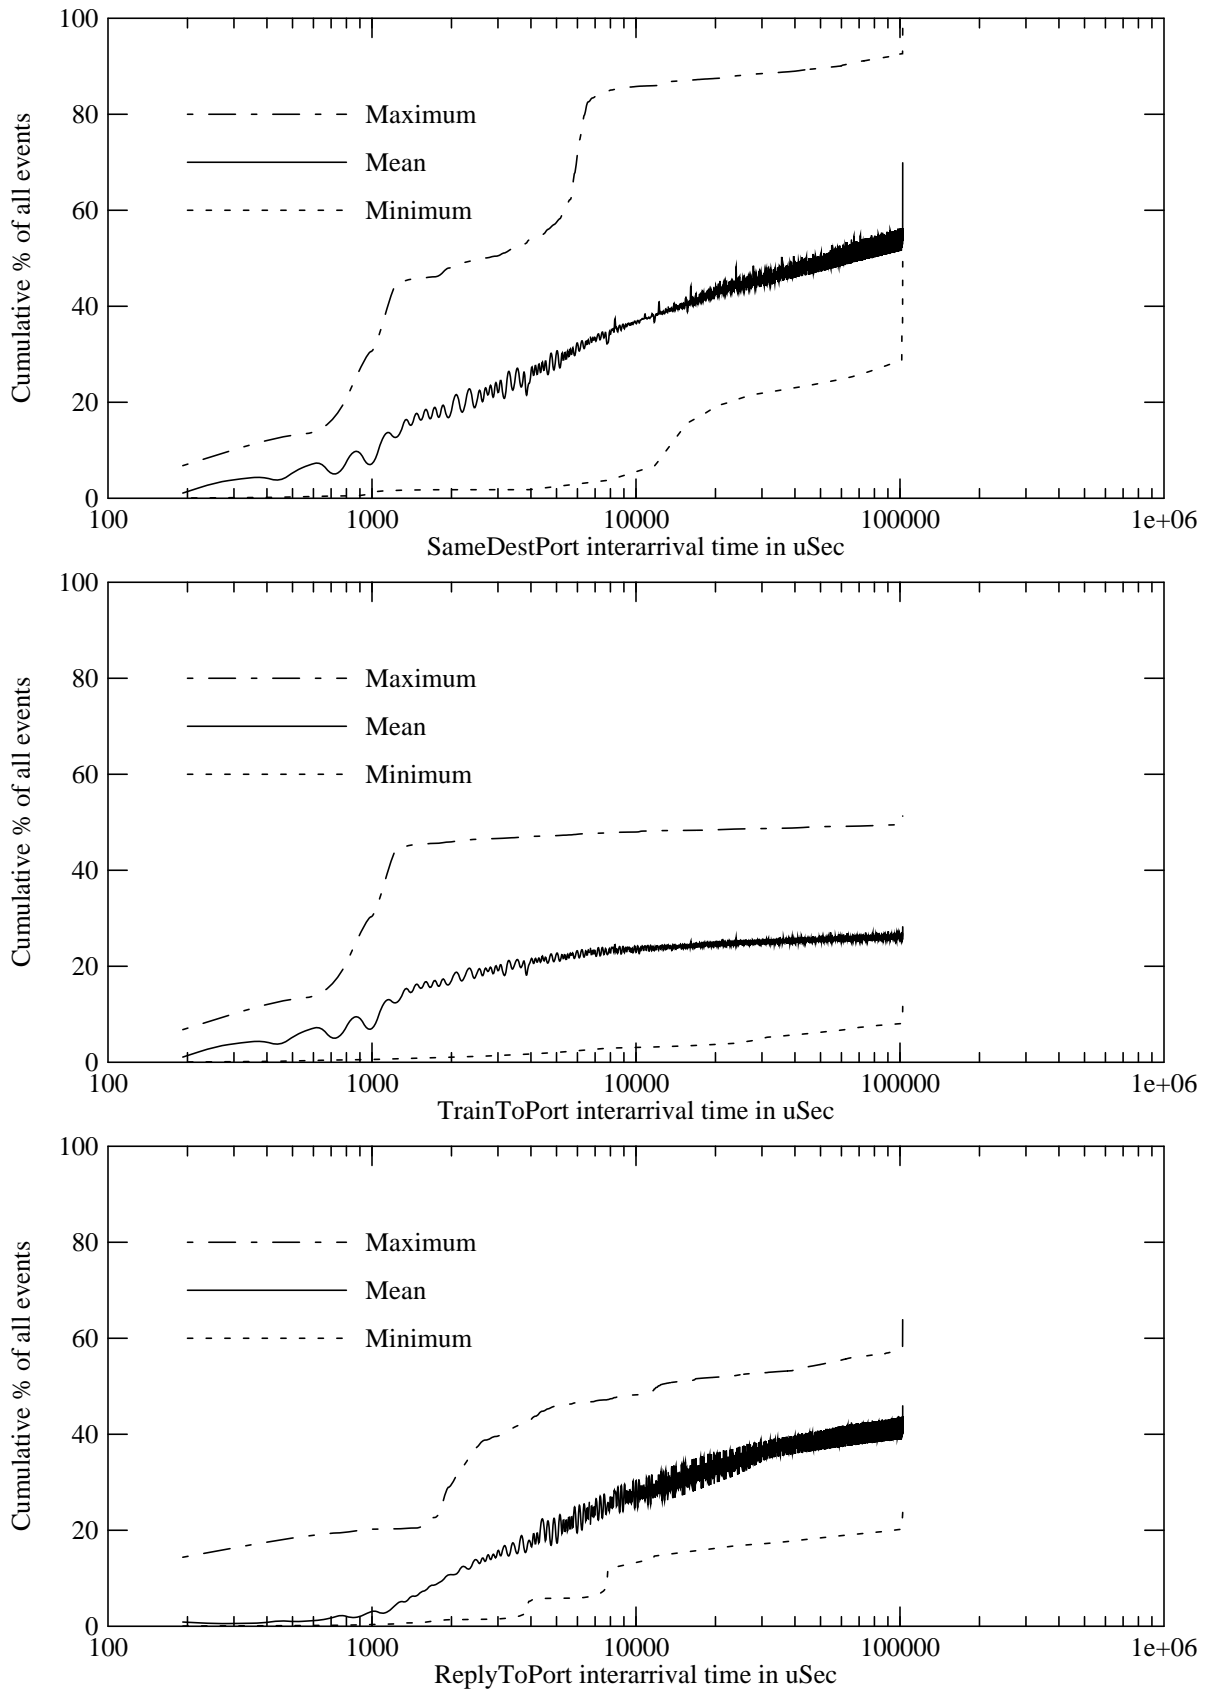 100
80
60
40
20
0
Cumulative % of all events
Maximum
Mean
Minimum
100 1000 10000 100000 1e+06
SameDestPort interarrival time in uSec
100
80
60
40
20
0
Cumulative % of all events
Maximum
Mean
Minimum
100 1000 10000 100000 1e+06
TrainToPort interarrival time in uSec
100
80
60
40
20
0
Cumulative % of all events
Maximum
Mean
Minimum
100 1000 10000 100000 1e+06
ReplyToPort interarrival time in uSec